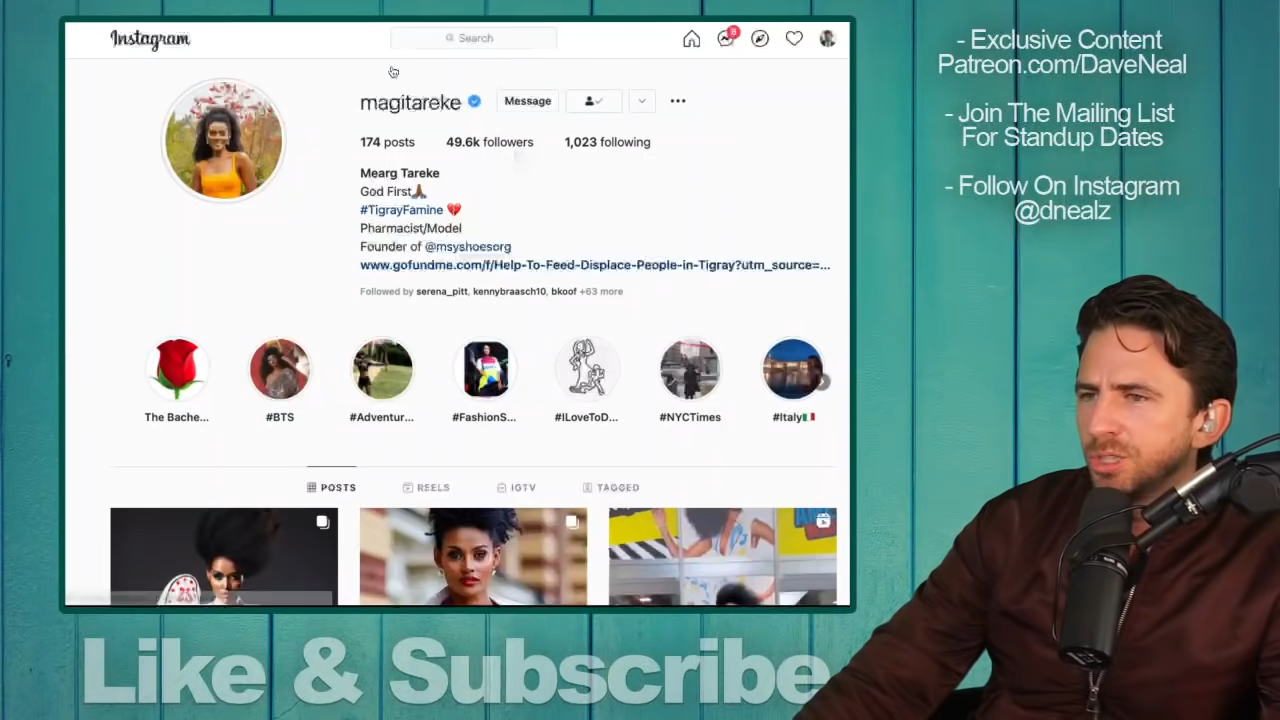 Instagram
Search
8
magitareke
Message
174 posts 49.6k followers 1,023 following
Mearg Tareke
God First🙏🏾
#TigrayFamine 💔
Pharmacist/Model
Founder of @msyshoesorg
www.gofundme.com/f/Help-To-Feed-Displace-People-in-Tigray?utm_source=...
Followed by serena_pitt, kennybraasch10, bkoof +63 more
The Bache... #BTS #Adventur... #FashionS... #ILoveToD... #NYCTimes #Italy🇮🇹
POSTS REELS IGTV TAGGED
- Exclusive Content
Patreon.com/DaveNeal
- Join The Mailing List
For Standup Dates
- Follow On Instagram
@dnealz
Like & Subscribe